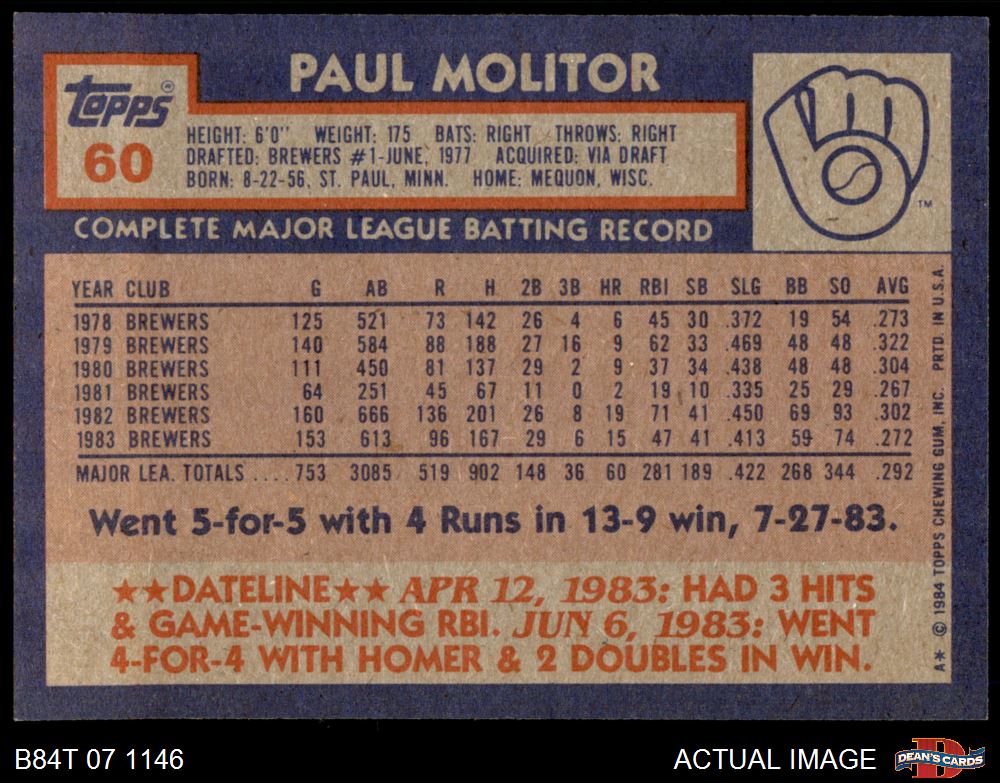 PAUL MOLITOR
Topps®
60
HEIGHT: 6'0" WEIGHT: 175 BATS: RIGHT THROWS: RIGHT
DRAFTED: BREWERS #1-JUNE, 1977 ACQUIRED: VIA DRAFT
BORN: 8-22-56, ST. PAUL, MINN. HOME: MEQUON, WISC.
TM
COMPLETE MAJOR LEAGUE BATTING RECORD
YEAR CLUB G AB R H 2B 3B HR RBI SB SLG BB SO AVG
1978 BREWERS 125 521 73 142 26 4 6 45 30 .372 19 54 .273
1979 BREWERS 140 584 88 188 27 16 9 62 33 .469 48 48 .322
1980 BREWERS 111 450 81 137 29 2 9 37 34 .438 48 48 .304
1981 BREWERS 64 251 45 67 11 0 2 19 10 .335 25 29 .267
1982 BREWERS 160 666 136 201 26 8 19 71 41 .450 69 93 .302
1983 BREWERS 153 613 96 167 29 6 15 47 41 .413 59 74 .272
MAJOR LEA. TOTALS ....753 3085 519 902 148 36 60 281 189 .422 268 344 .292
Went 5-for-5 with 4 Runs in 13-9 win, 7-27-83.
★★DATELINE★★ APR 12, 1983: HAD 3 HITS
& GAME-WINNING RBI. JUN 6, 1983: WENT
4-FOR-4 WITH HOMER & 2 DOUBLES IN WIN.
A* © 1984 TOPPS CHEWING GUM, INC. PRTD. IN U.S.A.
B84T 07 1146
ACTUAL IMAGE
D
DEAN'S CARDS